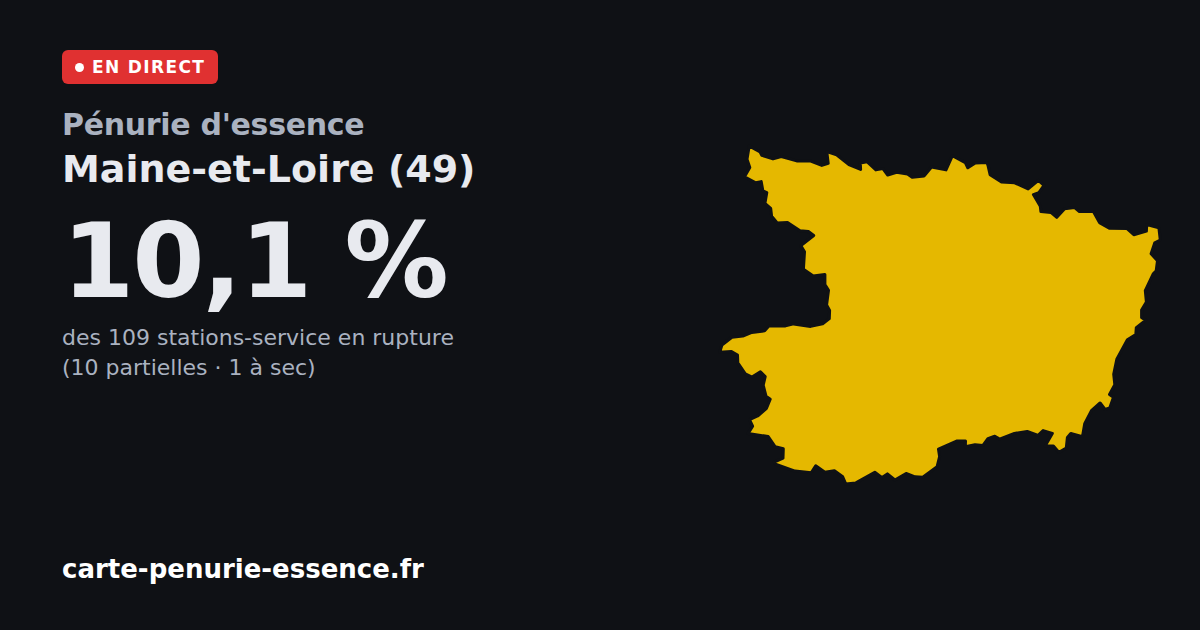 EN DIRECT
Pénurie d'essence
Maine-et-Loire (49)
10,1 %
des 109 stations-service en rupture
(10 partielles · 1 à sec)
carte-penurie-essence.fr